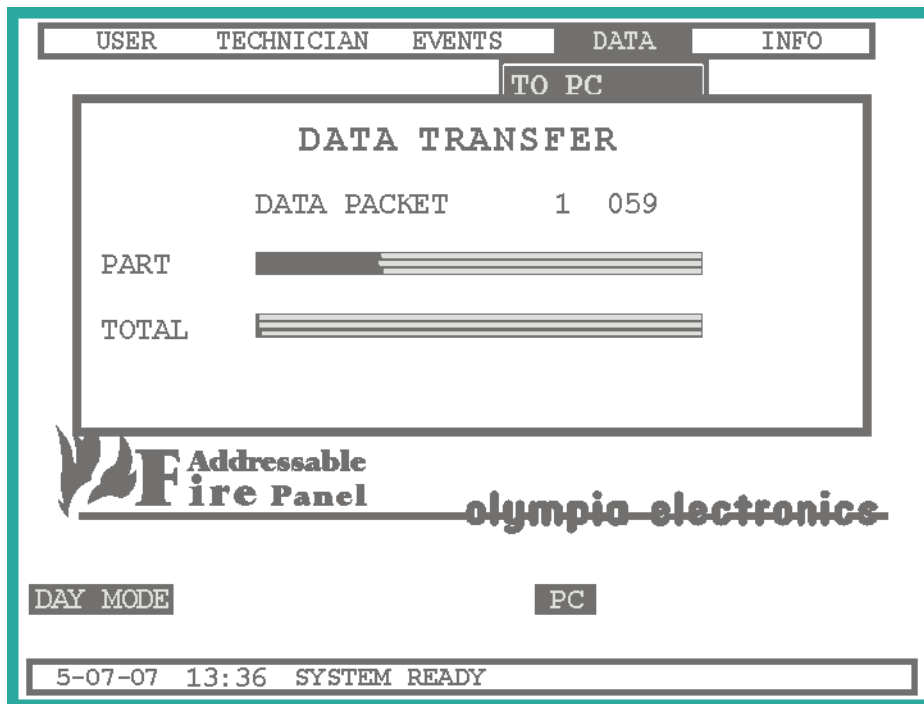 USER TECHNICIAN EVENTS DATA INFO
TO PC
DATA TRANSFER
DATA PACKET 1 059
PART
TOTAL
Addressable
Fire Panel
olympia electronics
DAY MODE PC
5-07-07 13:36 SYSTEM READY